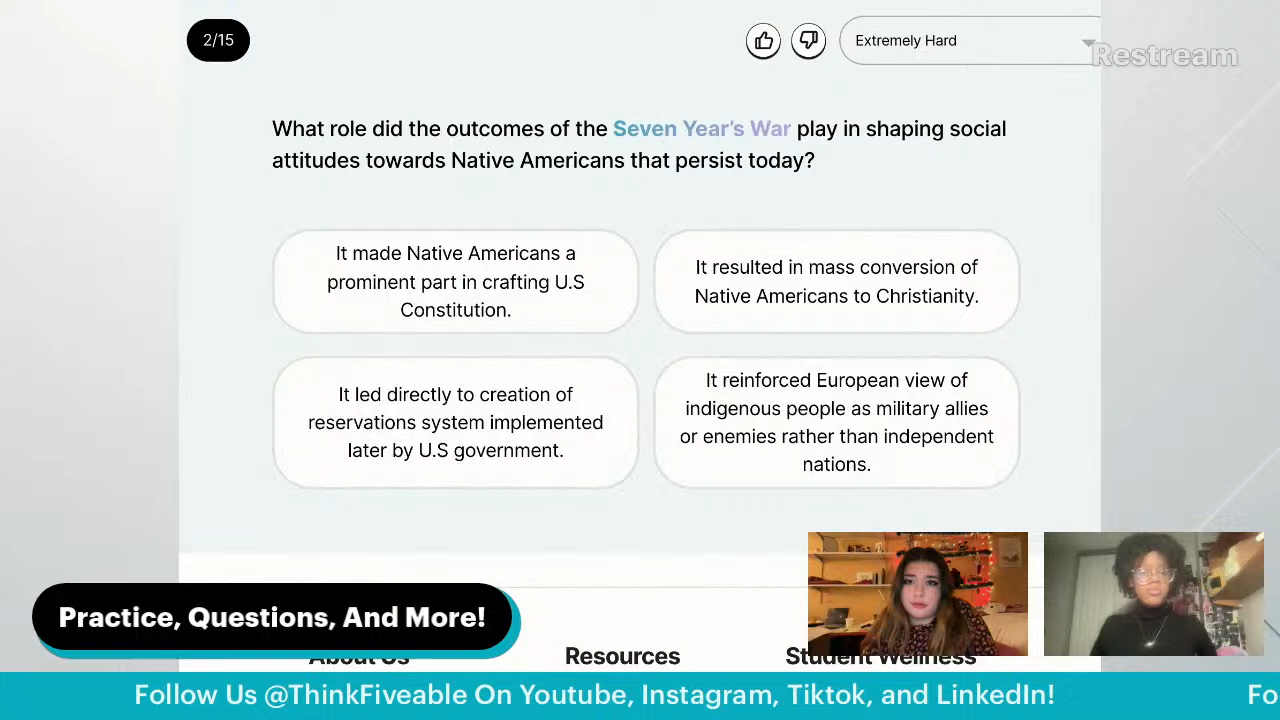 2/15
Extremely Hard
Restream
What role did the outcomes of the Seven Year's War play in shaping social
attitudes towards Native Americans that persist today?
It made Native Americans a
prominent part in crafting U.S
Constitution.
It resulted in mass conversion of
Native Americans to Christianity.
It led directly to creation of
reservations system implemented
later by U.S government.
It reinforced European view of
indigenous people as military allies
or enemies rather than independent
nations.
Practice, Questions, And More!
About Us
Resources
Student Wellness
Follow Us @ThinkFiveable On Youtube, Instagram, Tiktok, and LinkedIn!
Fo